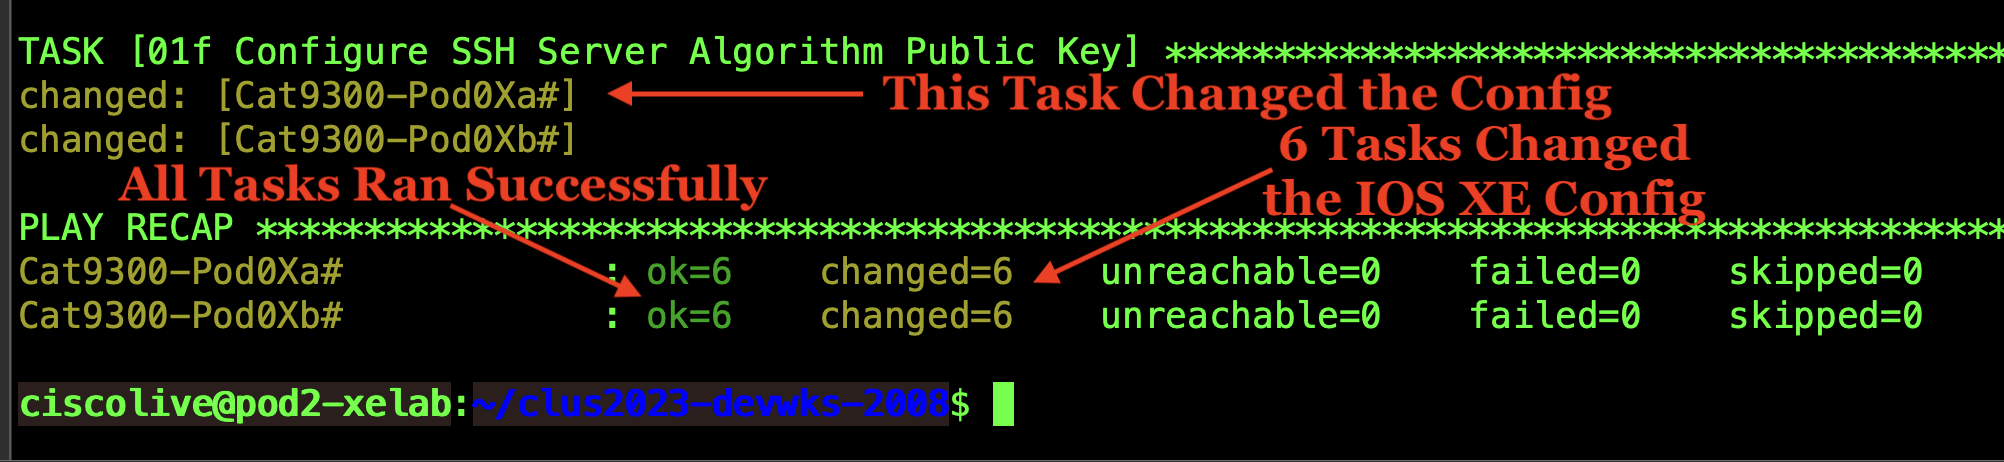 TASK [01f Configure SSH Server Algorithm Public Key] ***************************************
changed: [Cat9300-Pod0Xa#]
This Task Changed the Config
changed: [Cat9300-Pod0Xb#]
6 Tasks Changed
the IOS XE Config
All Tasks Ran Successfully
PLAY RECAP *********************************************************************************
Cat9300-Pod0Xa# : ok=6 changed=6 unreachable=0 failed=0 skipped=0
Cat9300-Pod0Xb# : ok=6 changed=6 unreachable=0 failed=0 skipped=0
ciscolive@pod2-xelab:~/clus2023-devwks-2008$